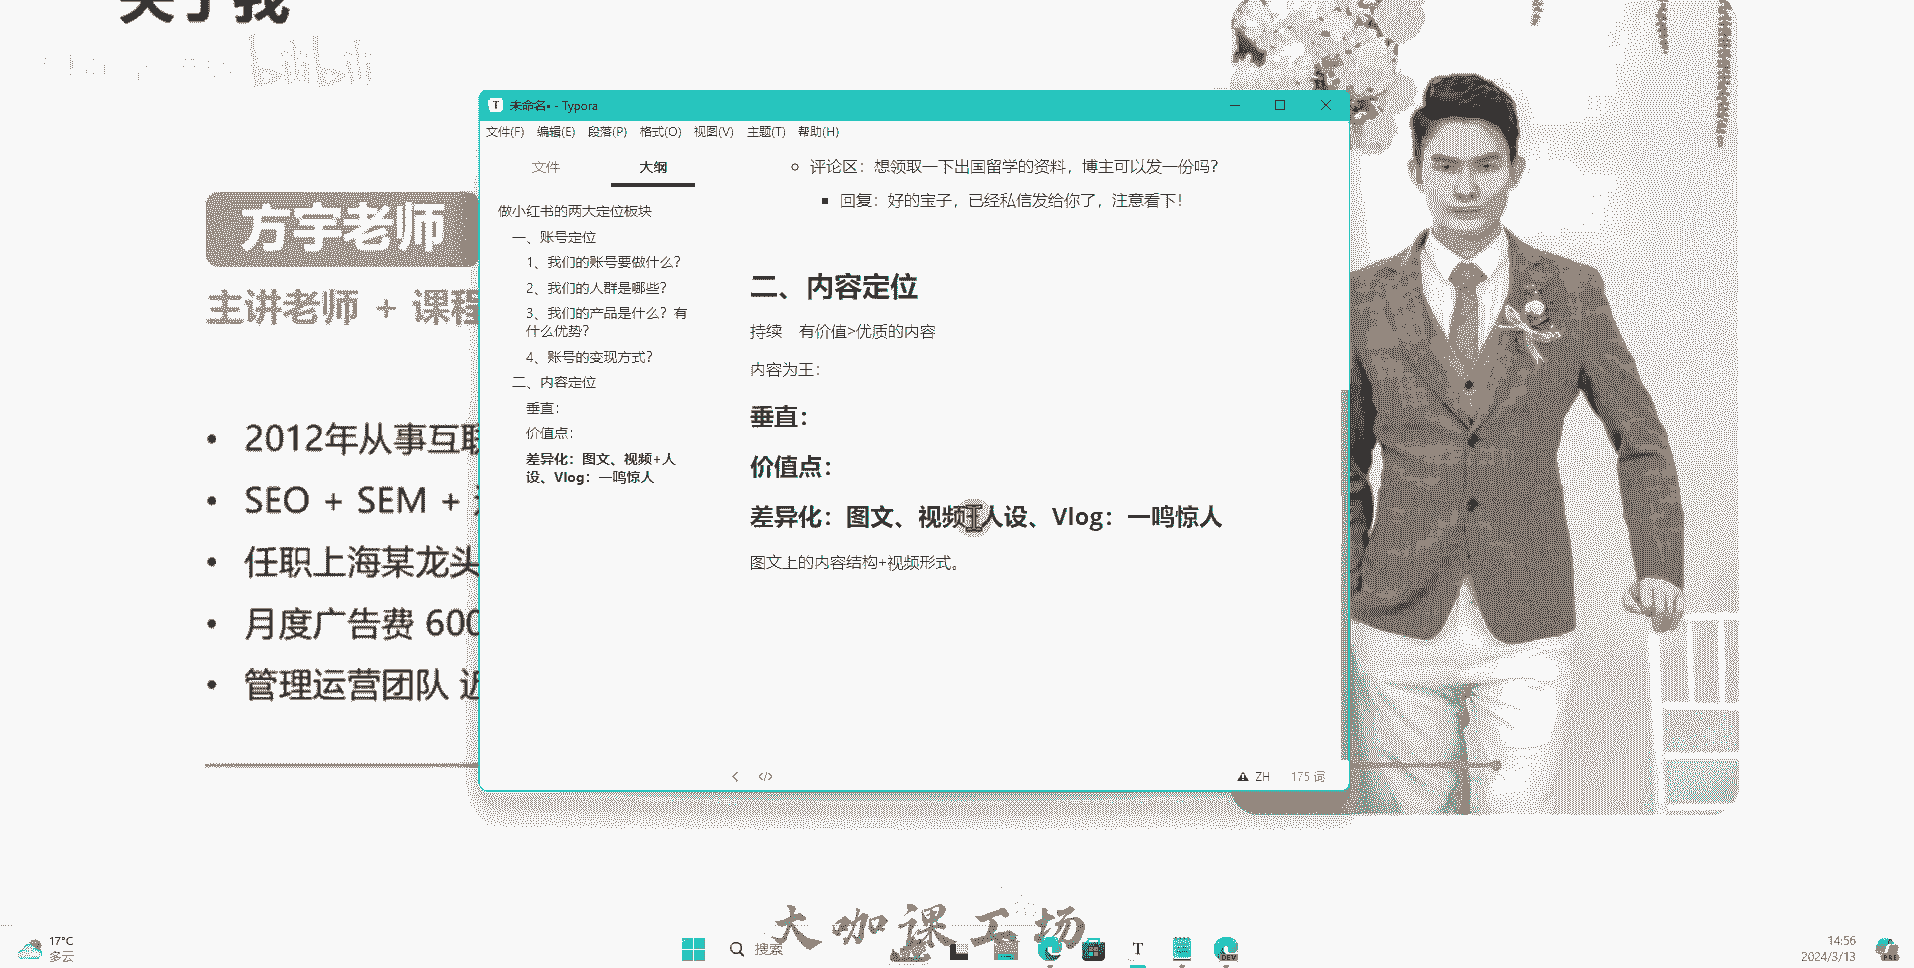 关于我
bilibili
方宇老师
主讲老师 + 课程
2012年从事互联
SEO + SEM +
任职上海某龙头
月度广告费 600
管理运营团队 近
未命名• - Typora
文件(F) 编辑(E) 段落(P) 格式(O) 视图(V) 主题(T) 帮助(H)
文件 大纲
做小红书的两大定位板块
一、账号定位
1、我们的账号要做什么？
2、我们的人群是哪些？
3、我们的产品是什么？有
什么优势？
4、账号的变现方式？
二、内容定位
垂直：
价值点：
差异化：图文、视频+人
设、Vlog：一鸣惊人
评论区：想领取一下出国留学的资料，博主可以发一份吗？
回复：好的宝子，已经私信发给你了，注意看下！
二、内容定位
持续 有价值>优质的内容
内容为王：
垂直：
价值点：
差异化：图文、视频+人设、Vlog：一鸣惊人
图文上的内容结构+视频形式。
ZH 175 词
大咖课工场
17°C
多云
搜索
14:56
2024/3/13